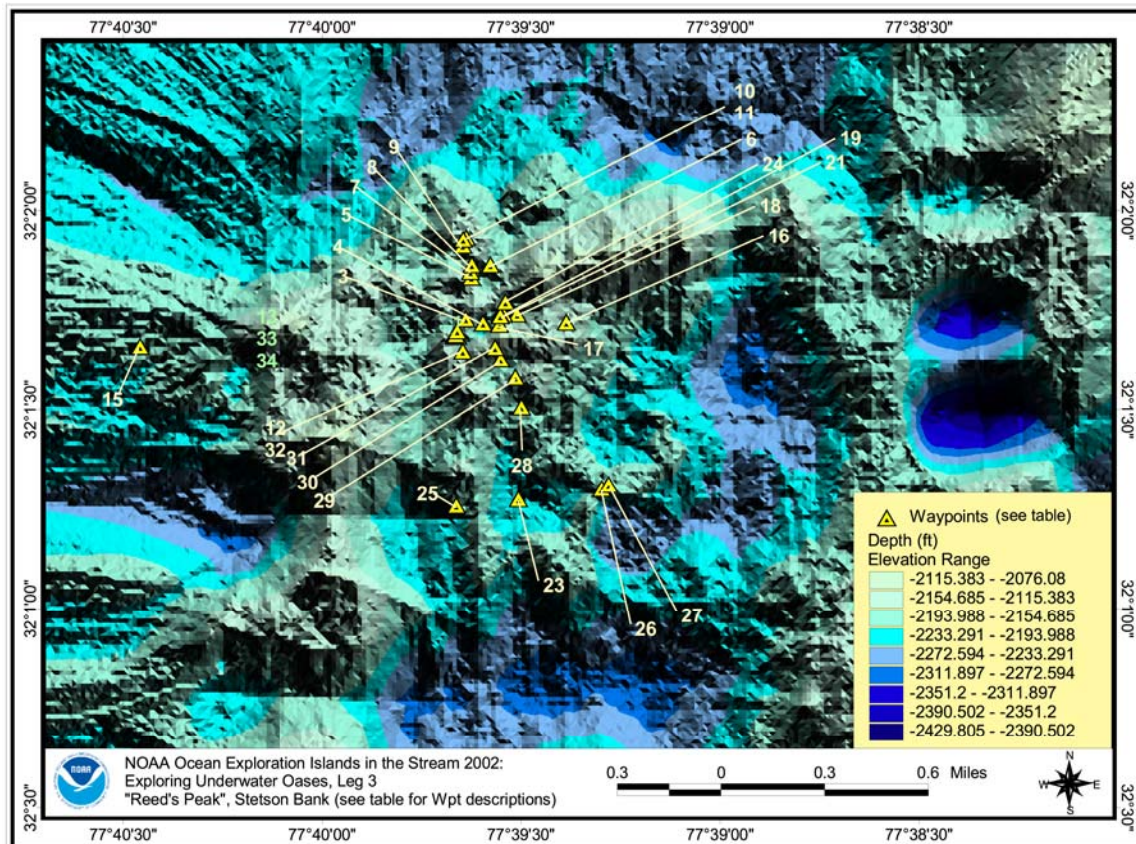 77°40'30" 77°40'00" 77°39'30" 77°39'00" 77°38'30"
32°2'00"
32°1'30"
32°1'00"
32°30"
32°2'00"
32°1'30"
32°1'00"
32°30"
10
11
6
19
24
21
18
16
9
8
7
5
4
3
33
34
15
17
12
32
31
30
29
28
25
23
26
27
Waypoints (see table)
Depth (ft)
Elevation Range
-2115.383 - -2076.08
-2154.685 - -2115.383
-2193.988 - -2154.685
-2233.291 - -2193.988
-2272.594 - -2233.291
-2311.897 - -2272.594
-2351.2 - -2311.897
-2390.502 - -2351.2
-2429.805 - -2390.502
NOAA
NOAA Ocean Exploration Islands in the Stream 2002:
Exploring Underwater Oases, Leg 3
"Reed's Peak", Stetson Bank (see table for Wpt descriptions)
0.3 0 0.3 0.6 Miles
N
W E
S
77°40'30" 77°40'00" 77°39'30" 77°39'00" 77°38'30"